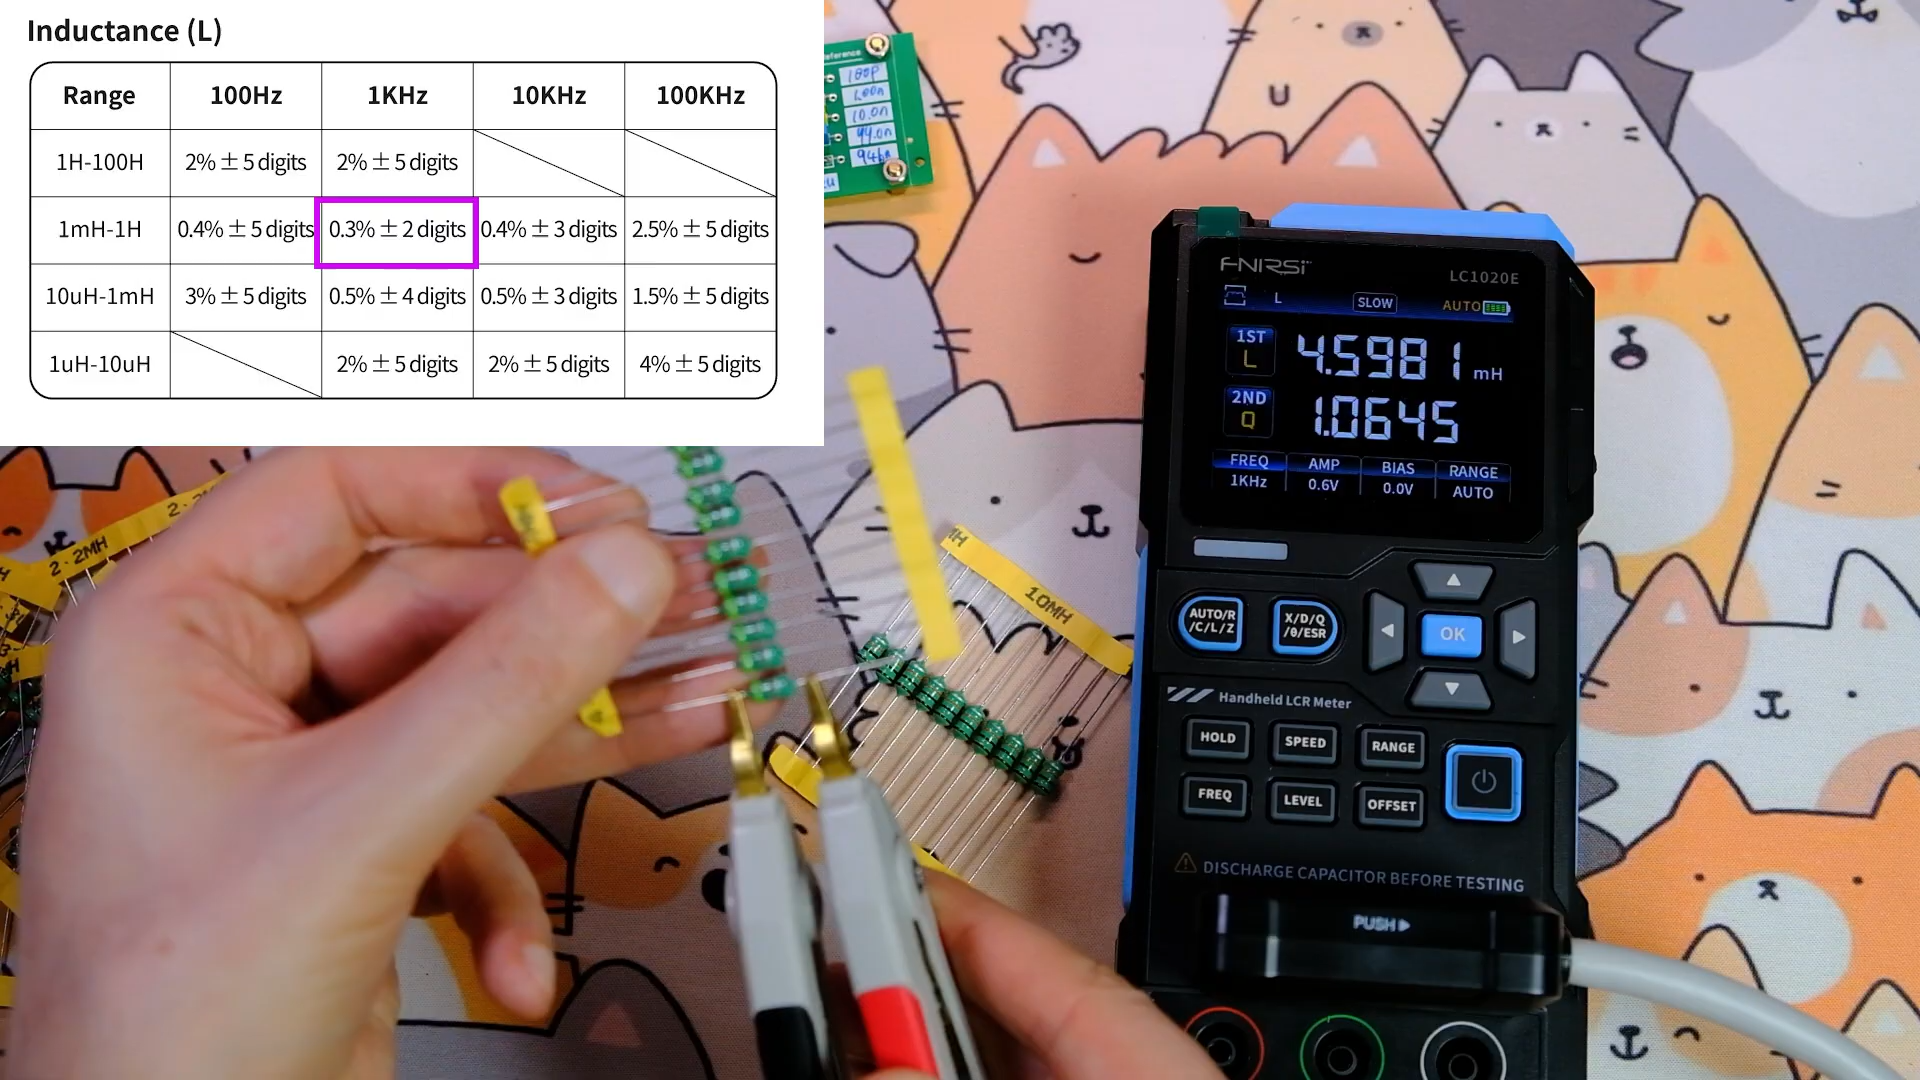 Inductance (L)
Range 100Hz 1KHz 10KHz 100KHz
1H-100H 2% ± 5 digits 2% ± 5 digits
1mH-1H 0.4% ± 5 digits 0.3% ± 2 digits 0.4% ± 3 digits 2.5% ± 5 digits
10uH-1mH 3% ± 5 digits 0.5% ± 4 digits 0.5% ± 3 digits 1.5% ± 5 digits
1uH-10uH 2% ± 5 digits 2% ± 5 digits 4% ± 5 digits
100p
10.0n
2.2MH
10MH
FNIRSI
LC1020E
L SLOW AUTO
1ST
L
4.5981 mH
2ND
Q
1.0645
FREQ AMP BIAS RANGE
1KHz 0.6V 0.0V AUTO
AUTO/R
/C/L/Z
X/D/Q
/θ/ESR
OK
Handheld LCR Meter
HOLD SPEED RANGE
FREQ LEVEL OFFSET
DISCHARGE CAPACITOR BEFORE TESTING
PUSH